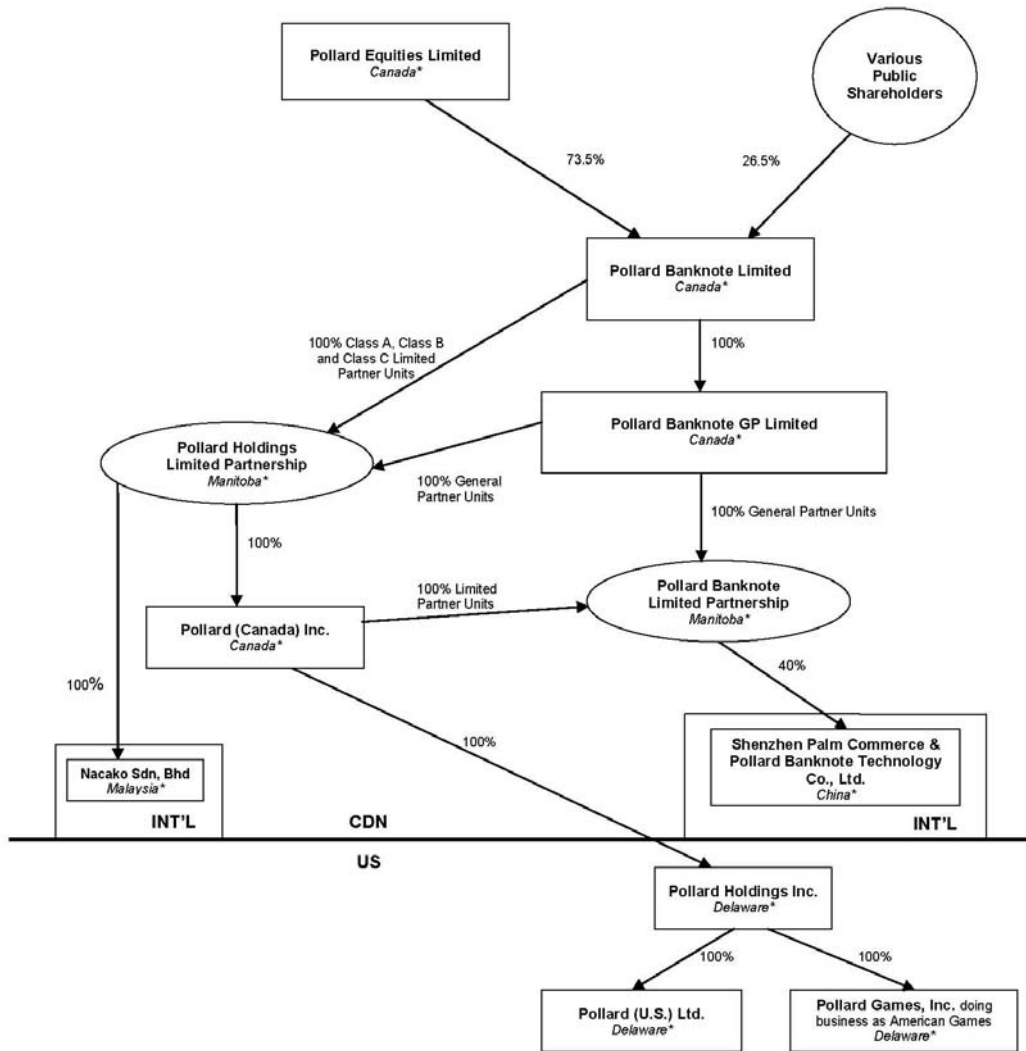 Pollard Equities Limited
Canada*
Various
Public
Shareholders
73.5%
26.5%
Pollard Banknote Limited
Canada*
100% Class A, Class B
and Class C Limited
Partner Units
100%
Pollard Banknote GP Limited
Canada*
Pollard Holdings
Limited Partnership
Manitoba*
100% General
Partner Units
100% General Partner Units
100%
100% Limited
Partner Units
Pollard Banknote
Limited Partnership
Manitoba*
Pollard (Canada) Inc.
Canada*
40%
100%
100%
Nacako Sdn, Bhd
Malaysia*
INT'L
CDN
Shenzhen Palm Commerce &
Pollard Banknote Technology
Co., Ltd.
China*
INT'L
US
Pollard Holdings Inc.
Delaware*
100%
100%
Pollard (U.S.) Ltd.
Delaware*
Pollard Games, Inc. doing
business as American Games
Delaware*